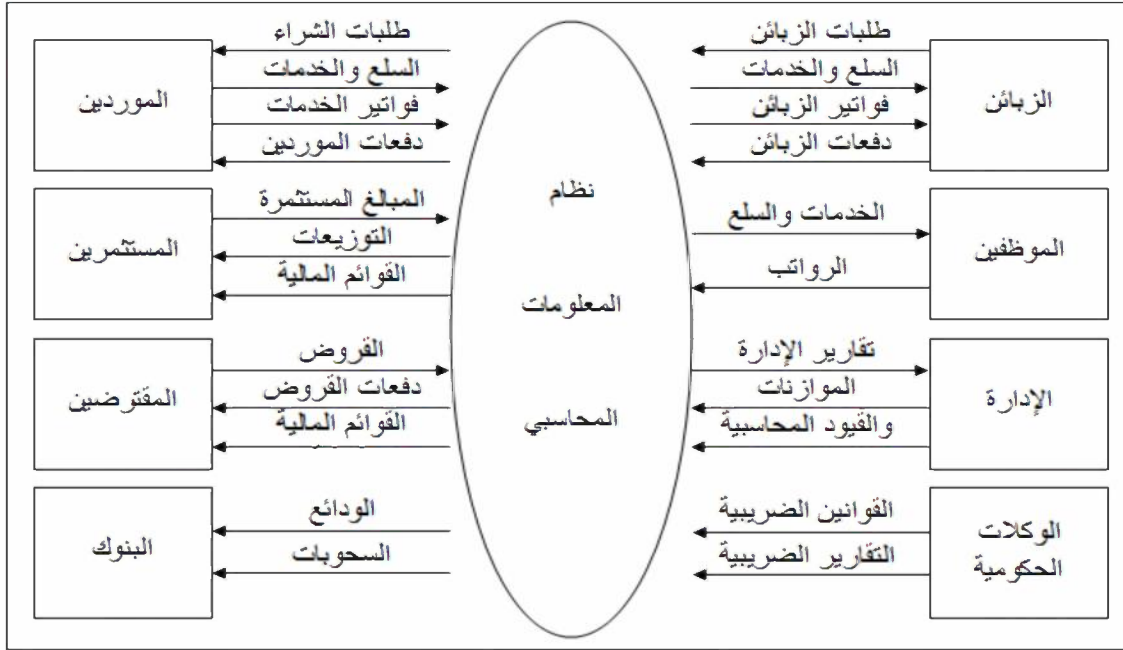 الزبائن
طلبات الزبائن
السلع والخدمات
فواتير الزبائن
دفعات الزبائن
الموظفين
الخدمات والسلع
الرواتب
الإدارة
تقارير الإدارة
الموازنات
والقيود المحاسبية
الوكلات
الحكومية
القوانين الضريبية
التقارير الضريبية
نظام
المعلومات
المحاسبي
طلبات الشراء
السلع والخدمات
فواتير الخدمات
دفعات الموردين
الموردين
المبالغ المستثمرة
التوزيعات
القوائم المالية
المستثمرين
القروض
دفعات القروض
القوائم المالية
المقترضين
الودائع
السحوبات
البنوك